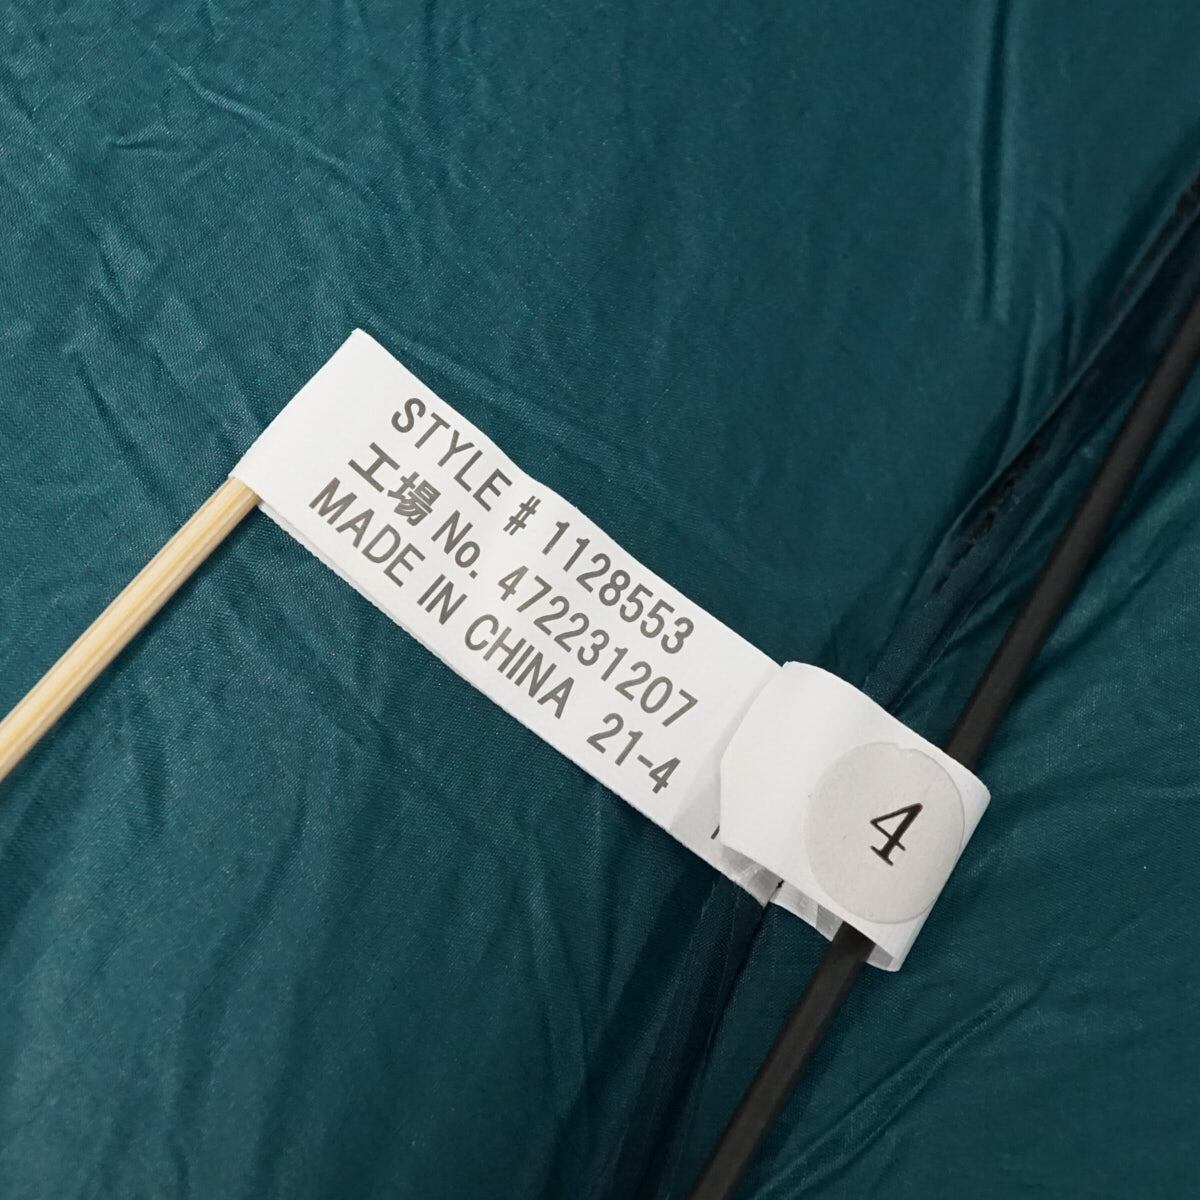 STYLE # 1128553
工場 No. 472231207
MADE IN CHINA 21-4
4